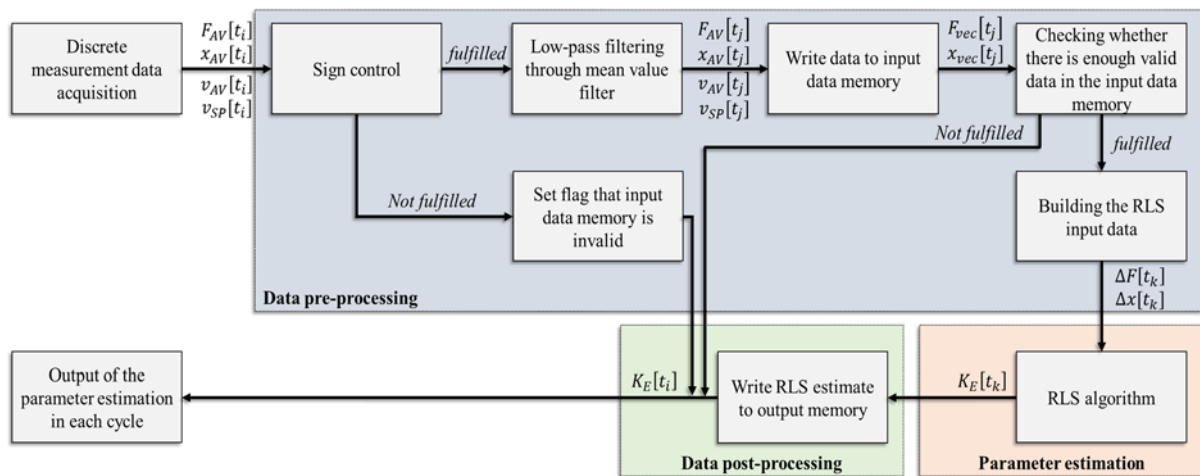 Discrete
measurement data
acquisition
F_AV[t_i]
x_AV[t_i]
v_AV[t_i]
v_SP[t_i]
Sign control
fulfilled
Low-pass filtering
through mean value
filter
F_AV[t_j]
x_AV[t_j]
v_AV[t_j]
v_SP[t_j]
Write data to input
data memory
F_vec[t_j]
x_vec[t_j]
Checking whether
there is enough valid
data in the input data
memory
Not fulfilled
fulfilled
Not fulfilled
Set flag that input
data memory is
invalid
Building the RLS
input data
Data pre-processing
ΔF[t_k]
Δx[t_k]
Output of the
parameter estimation
in each cycle
K_E[t_i]
Write RLS estimate
to output memory
K_E[t_k]
RLS algorithm
Data post-processing
Parameter estimation